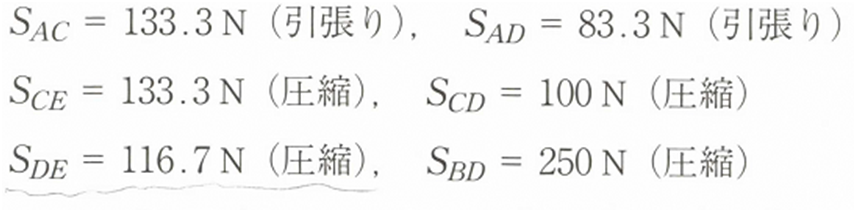 S_AC = 133.3 N (引張り), S_AD = 83.3 N (引張り)
S_CE = 133.3 N (圧縮), S_CD = 100 N (圧縮)
S_DE = 116.7 N (圧縮), S_BD = 250 N (圧縮)